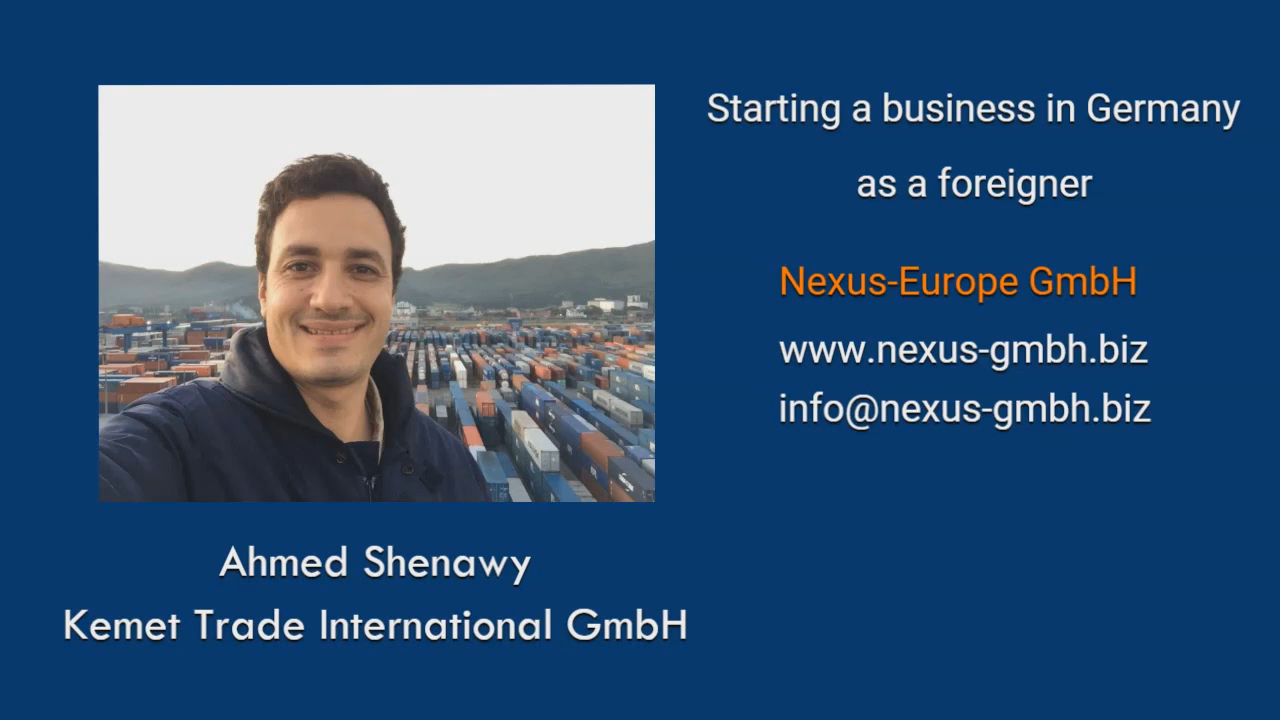 Starting a business in Germany
as a foreigner
Nexus-Europe GmbH
www.nexus-gmbh.biz
info@nexus-gmbh.biz
Ahmed Shenawy
Kemet Trade International GmbH